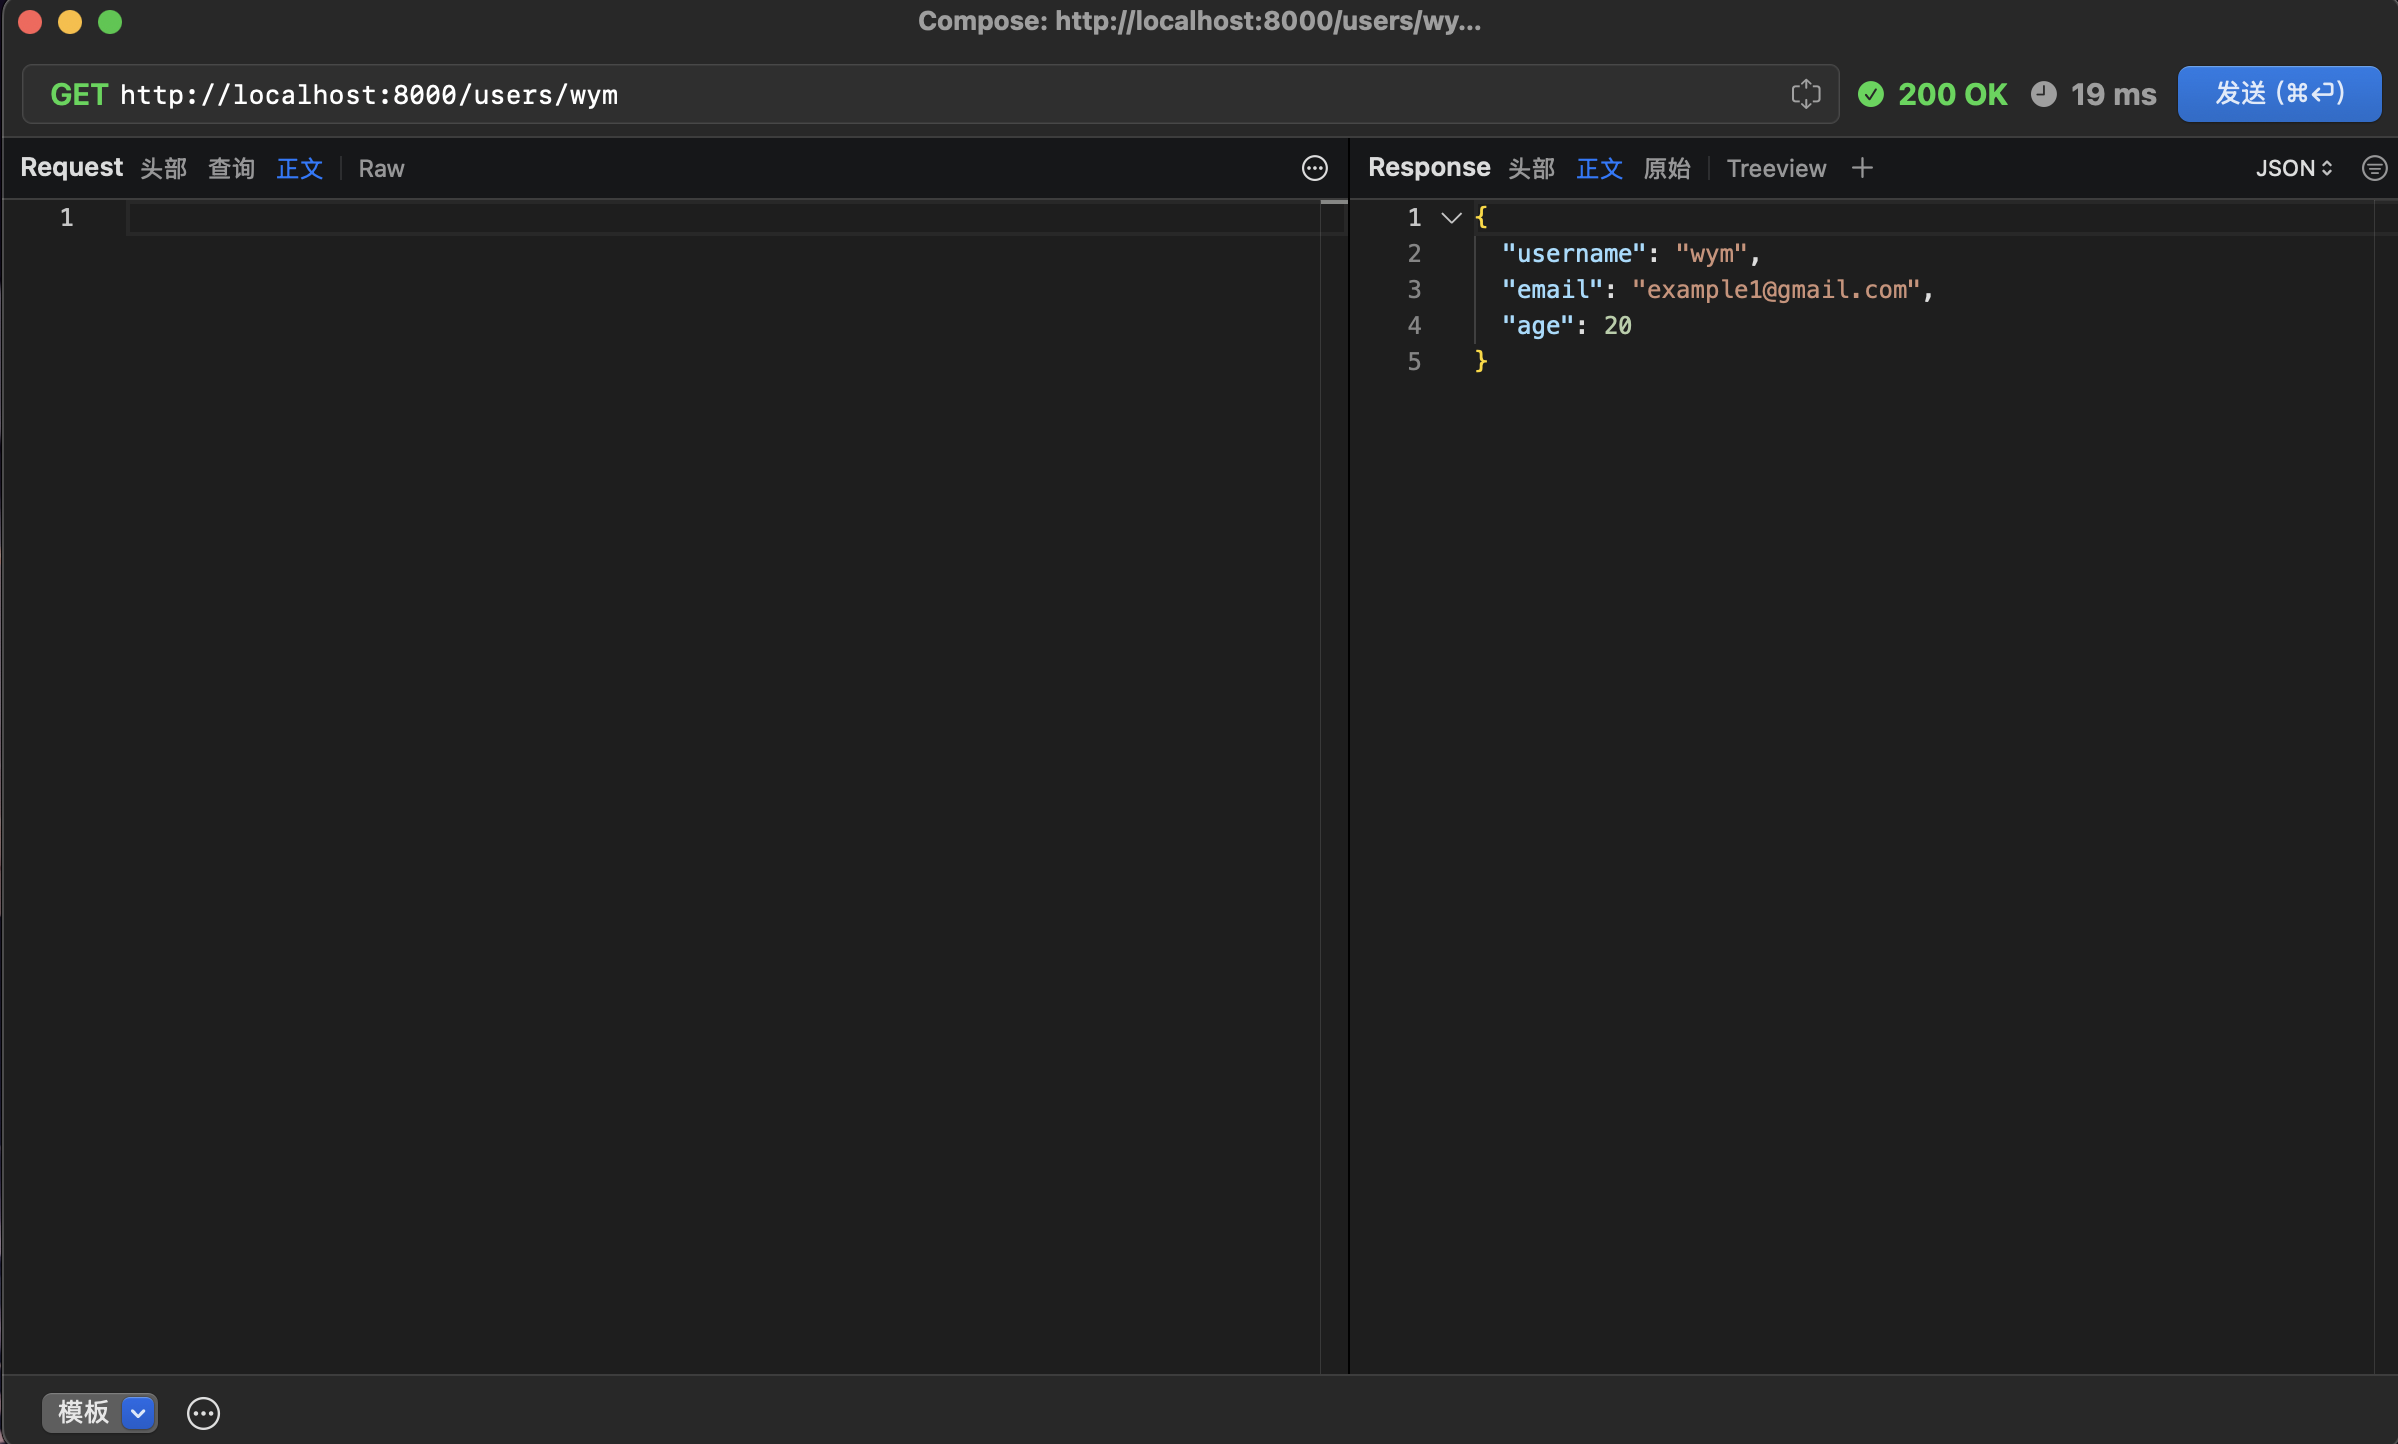 Compose: http://localhost:8000/users/wy...
GET http://localhost:8000/users/wym
200 OK 19 ms 发送 (⌘↩)
Request 头部 查询 正文 Raw
Response 头部 正文 原始 Treeview + JSON
1
1 {
2 "username": "wym",
3 "email": "example1@gmail.com",
4 "age": 20
5 }
模板